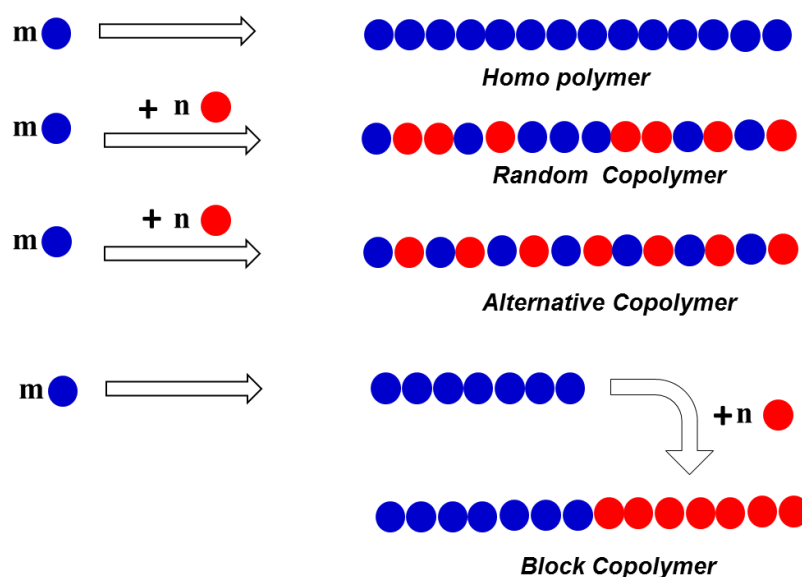 m
Homo polymer
+ n
m
Random Copolymer
+ n
m
Alternative Copolymer
m
+n
Block Copolymer